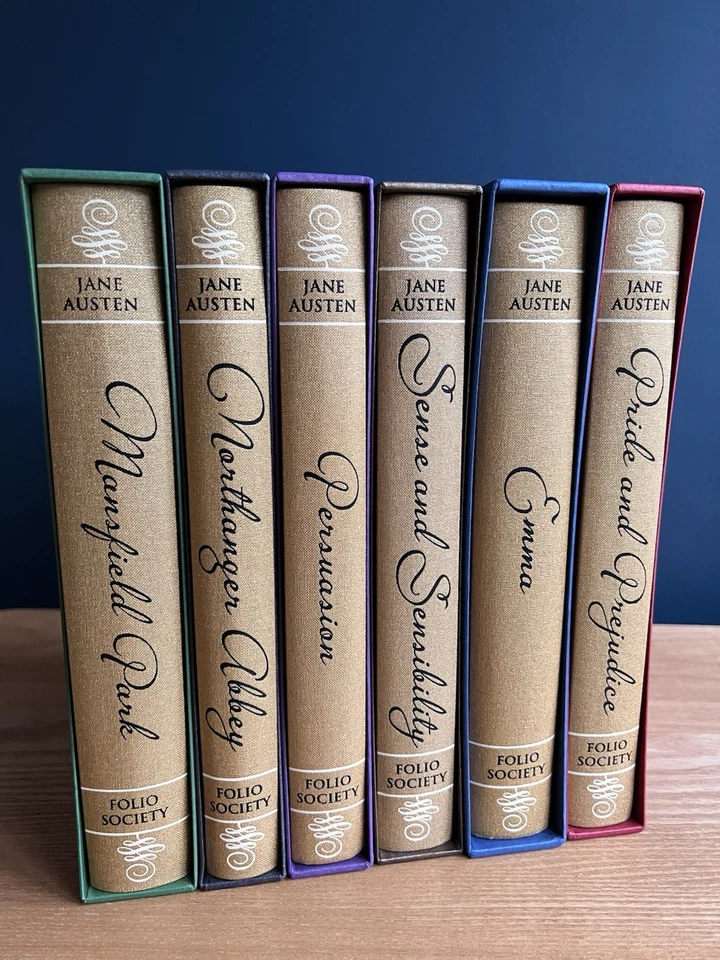 JANE
AUSTEN
Mansfield Park
FOLIO
SOCIETY
JANE
AUSTEN
Northanger Abbey
FOLIO
SOCIETY
JANE
AUSTEN
Persuasion
FOLIO
SOCIETY
JANE
AUSTEN
Sense and Sensibility
FOLIO
SOCIETY
JANE
AUSTEN
Emma
FOLIO
SOCIETY
JANE
AUSTEN
Pride and Prejudice
FOLIO
SOCIETY